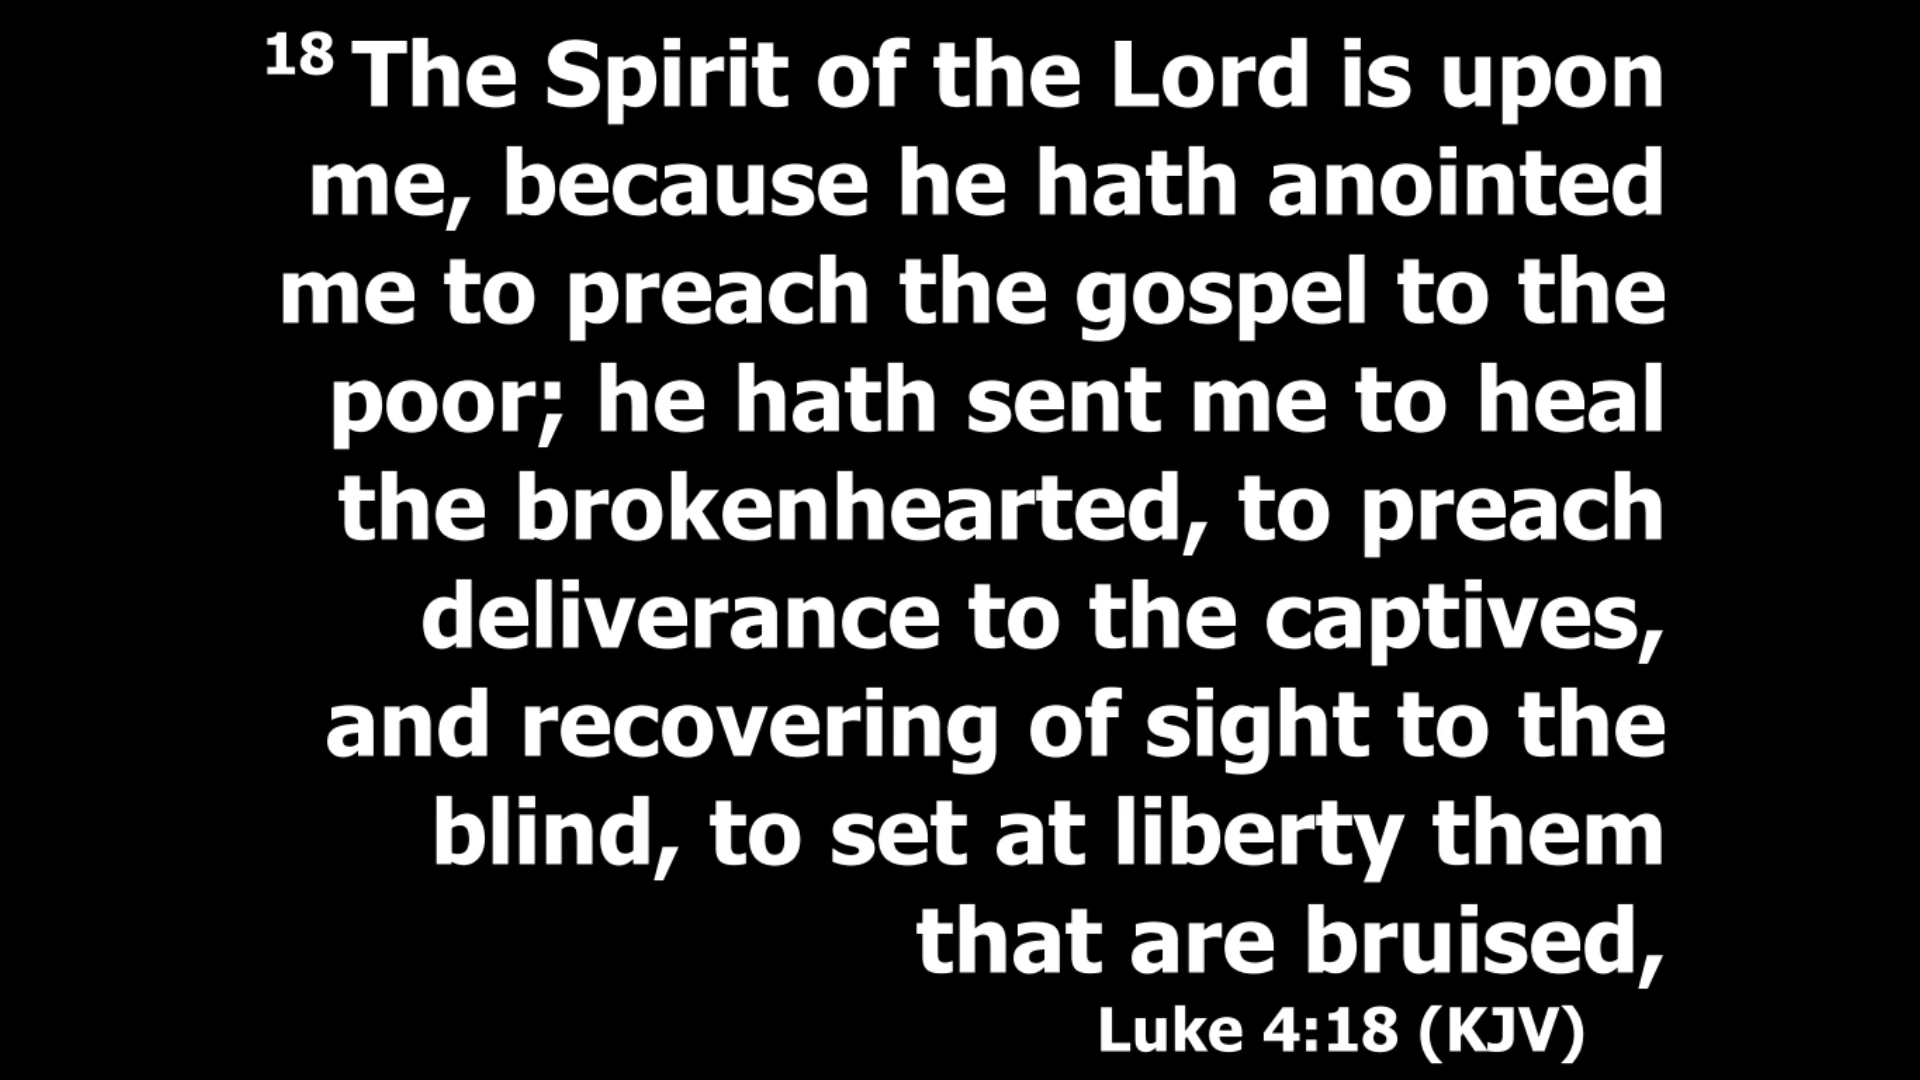 18 The Spirit of the Lord is upon
me, because he hath anointed
me to preach the gospel to the
poor; he hath sent me to heal
the brokenhearted, to preach
deliverance to the captives,
and recovering of sight to the
blind, to set at liberty them
that are bruised,
Luke 4:18 (KJV)